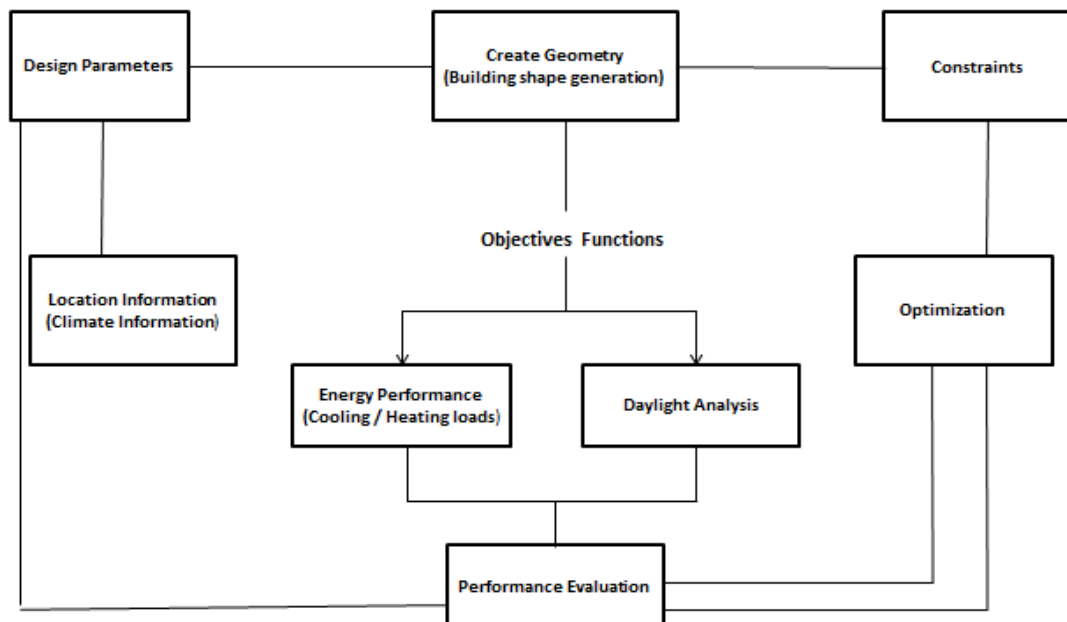 Design Parameters
Create Geometry
(Building shape generation)
Constraints
Objectives Functions
Location Information
(Climate Information)
Optimization
Energy Performance
(Cooling / Heating loads)
Daylight Analysis
Performance Evaluation